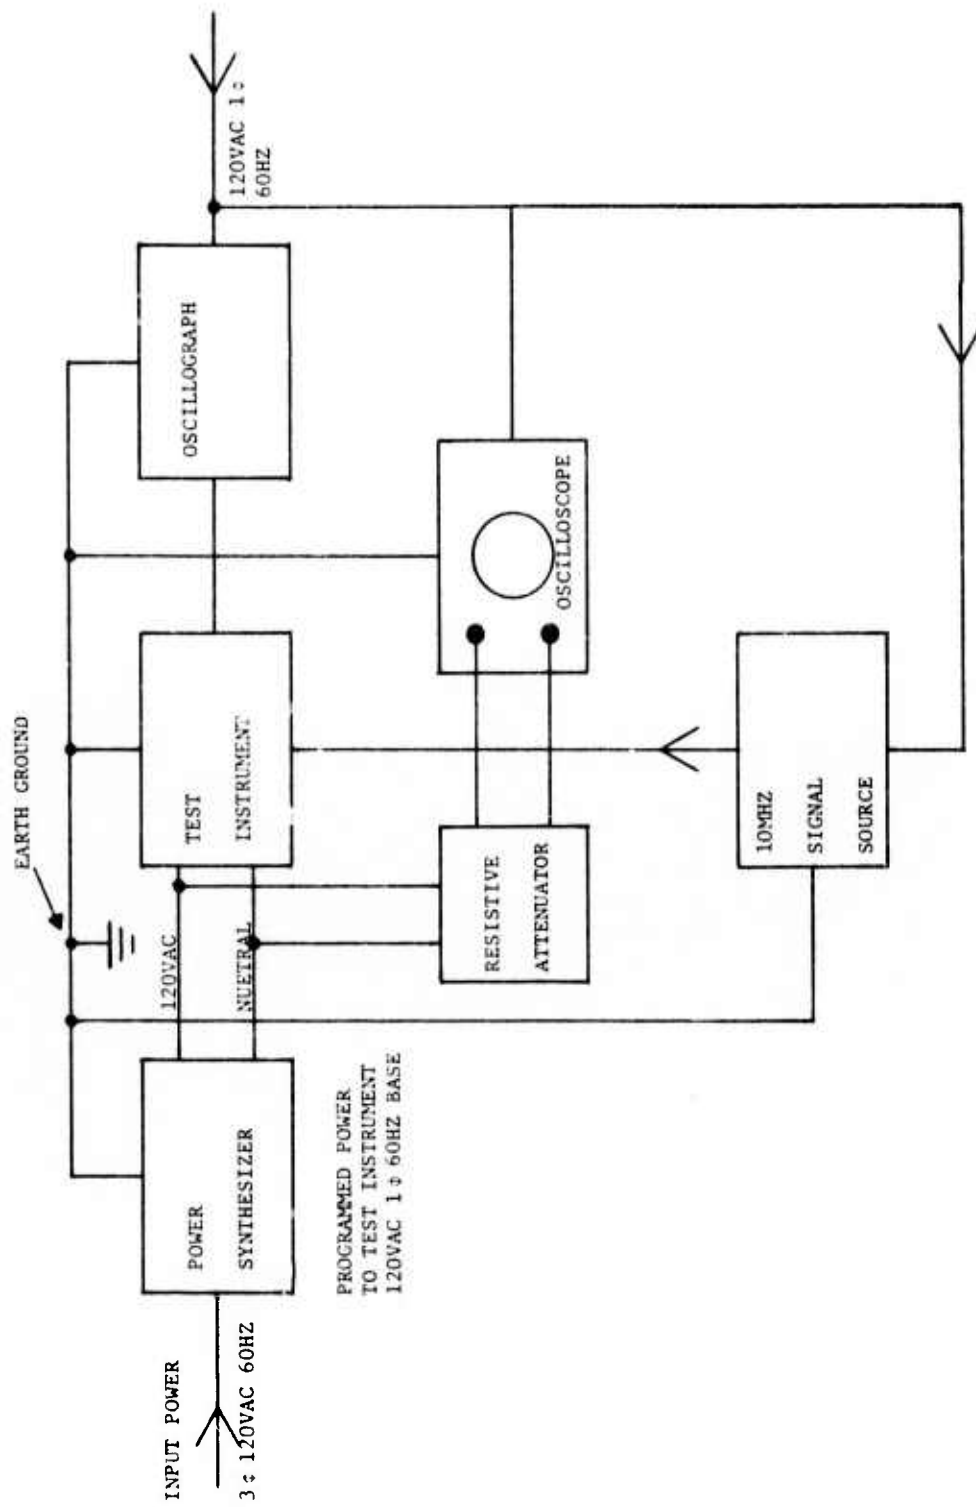 EARTH GROUND
INPUT POWER
3¢ 120VAC 60HZ
POWER
SYNTHESIZER
120VAC
NUETRAL
TEST
INSTRUMENT
OSCILLOGRAPH
120VAC 1¢
60HZ
PROGRAMMED POWER
TO TEST INSTRUMENT
120VAC 1¢ 60HZ BASE
RESISTIVE
ATTENUATOR
OSCILLOSCOPE
10MHZ
SIGNAL
SOURCE